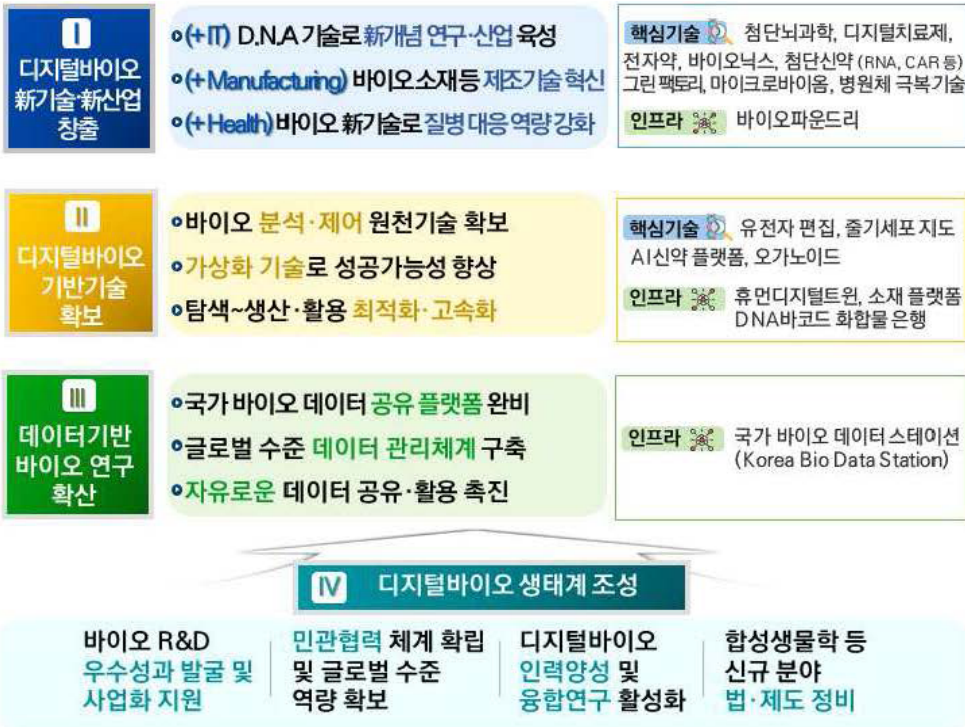 I
디지털바이오
新기술·新산업
창출
(+IT) D.N.A 기술로 新개념 연구·산업 육성
(+Manufacturing) 바이오 소재등 제조기술 혁신
(+Health) 바이오 新기술로 질병 대응 역량 강화
핵심기술 첨단뇌과학, 디지털치료제,
전자약, 바이오닉스, 첨단신약 (RNA, CAR 등)
그린 팩토리, 마이크로바이옴, 병원체 극복기술
인프라 바이오파운드리
II
디지털바이오
기반기술
확보
바이오 분석·제어 원천기술 확보
가상화 기술로 성공가능성 향상
탐색~생산·활용 최적화·고속화
핵심기술 유전자 편집, 줄기세포 지도
AI신약 플랫폼, 오가노이드
인프라 휴먼디지털트윈, 소재 플랫폼
DNA바코드 화합물 은행
III
데이터기반
바이오 연구
확산
국가 바이오 데이터 공유 플랫폼 완비
글로벌 수준 데이터 관리체계 구축
자유로운 데이터 공유·활용 촉진
인프라 국가 바이오 데이터 스테이션
(Korea Bio Data Station)
IV 디지털바이오 생태계 조성
바이오 R&D
우수성과 발굴 및
사업화 지원
민관협력 체계 확립
및 글로벌 수준
역량 확보
디지털바이오
인력양성 및
융합연구 활성화
합성생물학 등
신규 분야
법·제도 정비